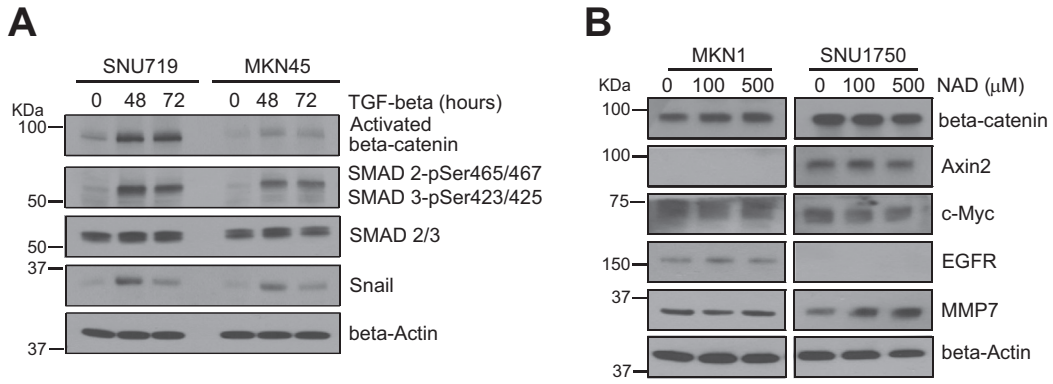 A
SNU719 MKN45
KDa 0 48 72 0 48 72 TGF-beta (hours)
100
Activated
beta-catenin
SMAD 2-pSer465/467
50 SMAD 3-pSer423/425
50 SMAD 2/3
37
Snail
beta-Actin
37
B
MKN1 SNU1750
KDa 0 100 500 0 100 500 NAD (μM)
100 beta-catenin
100 Axin2
75 c-Myc
150 EGFR
37 MMP7
beta-Actin
37